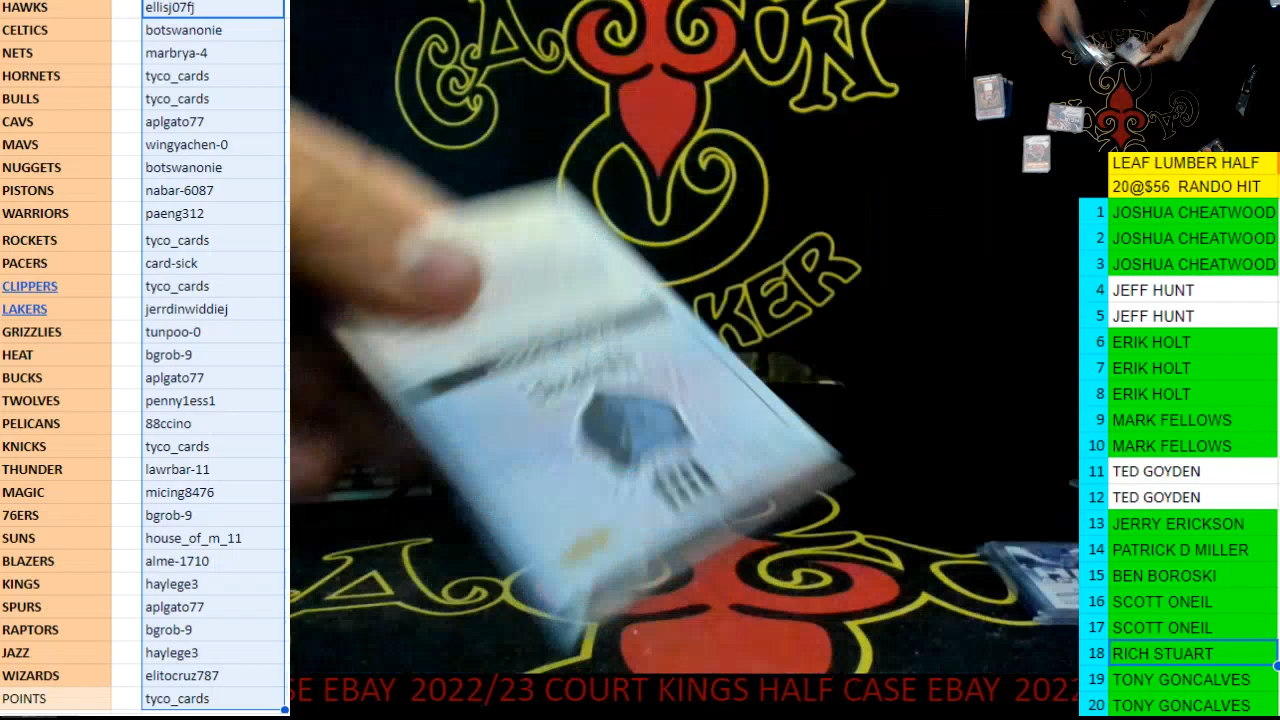 HAWKS ellisj07fj
CELTICS botswanonie
NETS marbrya-4
HORNETS tyco_cards
BULLS tyco_cards
CAVS aplgato77
MAVS wingyachen-0
NUGGETS botswanonie
PISTONS nabar-6087
WARRIORS paeng312
ROCKETS tyco_cards
PACERS card-sick
CLIPPERS tyco_cards
LAKERS jerrdinwiddiej
GRIZZLIES tunpoo-0
HEAT bgrob-9
BUCKS aplgato77
TWOLVES penny1ess1
PELICANS 88ccino
KNICKS tyco_cards
THUNDER lawrbar-11
MAGIC micing8476
76ERS bgrob-9
SUNS house_of_m_11
BLAZERS alme-1710
KINGS haylege3
SPURS aplgato77
RAPTORS bgrob-9
JAZZ haylege3
WIZARDS elitocruz787
POINTS tyco_cards
KER
SE EBAY 2022/23 COURT KINGS HALF CASE EBAY 2022
LEAF LUMBER HALF
20@$56 RANDO HIT
1 JOSHUA CHEATWOOD
2 JOSHUA CHEATWOOD
3 JOSHUA CHEATWOOD
4 JEFF HUNT
5 JEFF HUNT
6 ERIK HOLT
7 ERIK HOLT
8 ERIK HOLT
9 MARK FELLOWS
10 MARK FELLOWS
11 TED GOYDEN
12 TED GOYDEN
13 JERRY ERICKSON
14 PATRICK D MILLER
15 BEN BOROSKI
16 SCOTT ONEIL
17 SCOTT ONEIL
18 RICH STUART
19 TONY GONCALVES
20 TONY GONCALVES